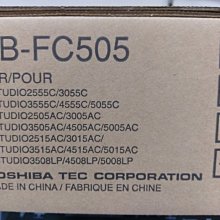 B-FC505
R/POUR
TUDIO2555C/3055C
TUDIO3555C/4555C/5055C
TUDIO2505AC/3005AC
TUDIO3505AC/4505AC/5005AC
TUDIO2515AC/3015AC/
TUDIO3515AC/4515AC/5015AC
TUDIO3508LP/4508LP/5008LP
OSHIBA TEC CORPORATION
MADE IN CHINA / FABRIQUE EN CHINE